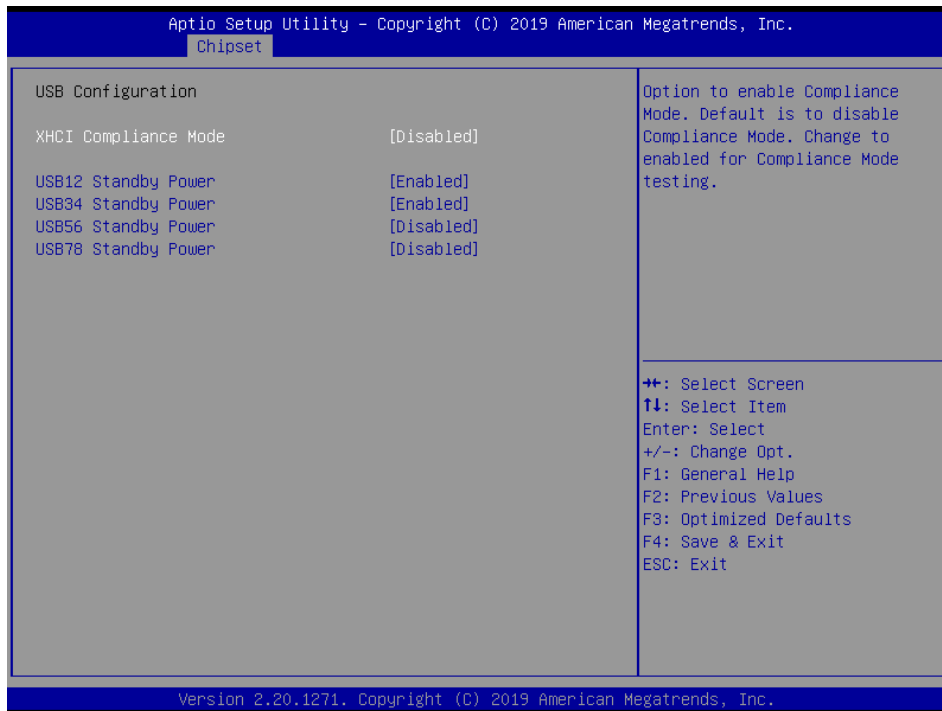 Aptio Setup Utility – Copyright (C) 2019 American Megatrends, Inc.
Chipset
USB Configuration
XHCI Compliance Mode [Disabled]
USB12 Standby Power [Enabled]
USB34 Standby Power [Enabled]
USB56 Standby Power [Disabled]
USB78 Standby Power [Disabled]
Option to enable Compliance
Mode. Default is to disable
Compliance Mode. Change to
enabled for Compliance Mode
testing.
→←: Select Screen
↑↓: Select Item
Enter: Select
+/-: Change Opt.
F1: General Help
F2: Previous Values
F3: Optimized Defaults
F4: Save & Exit
ESC: Exit
Version 2.20.1271. Copyright (C) 2019 American Megatrends, Inc.